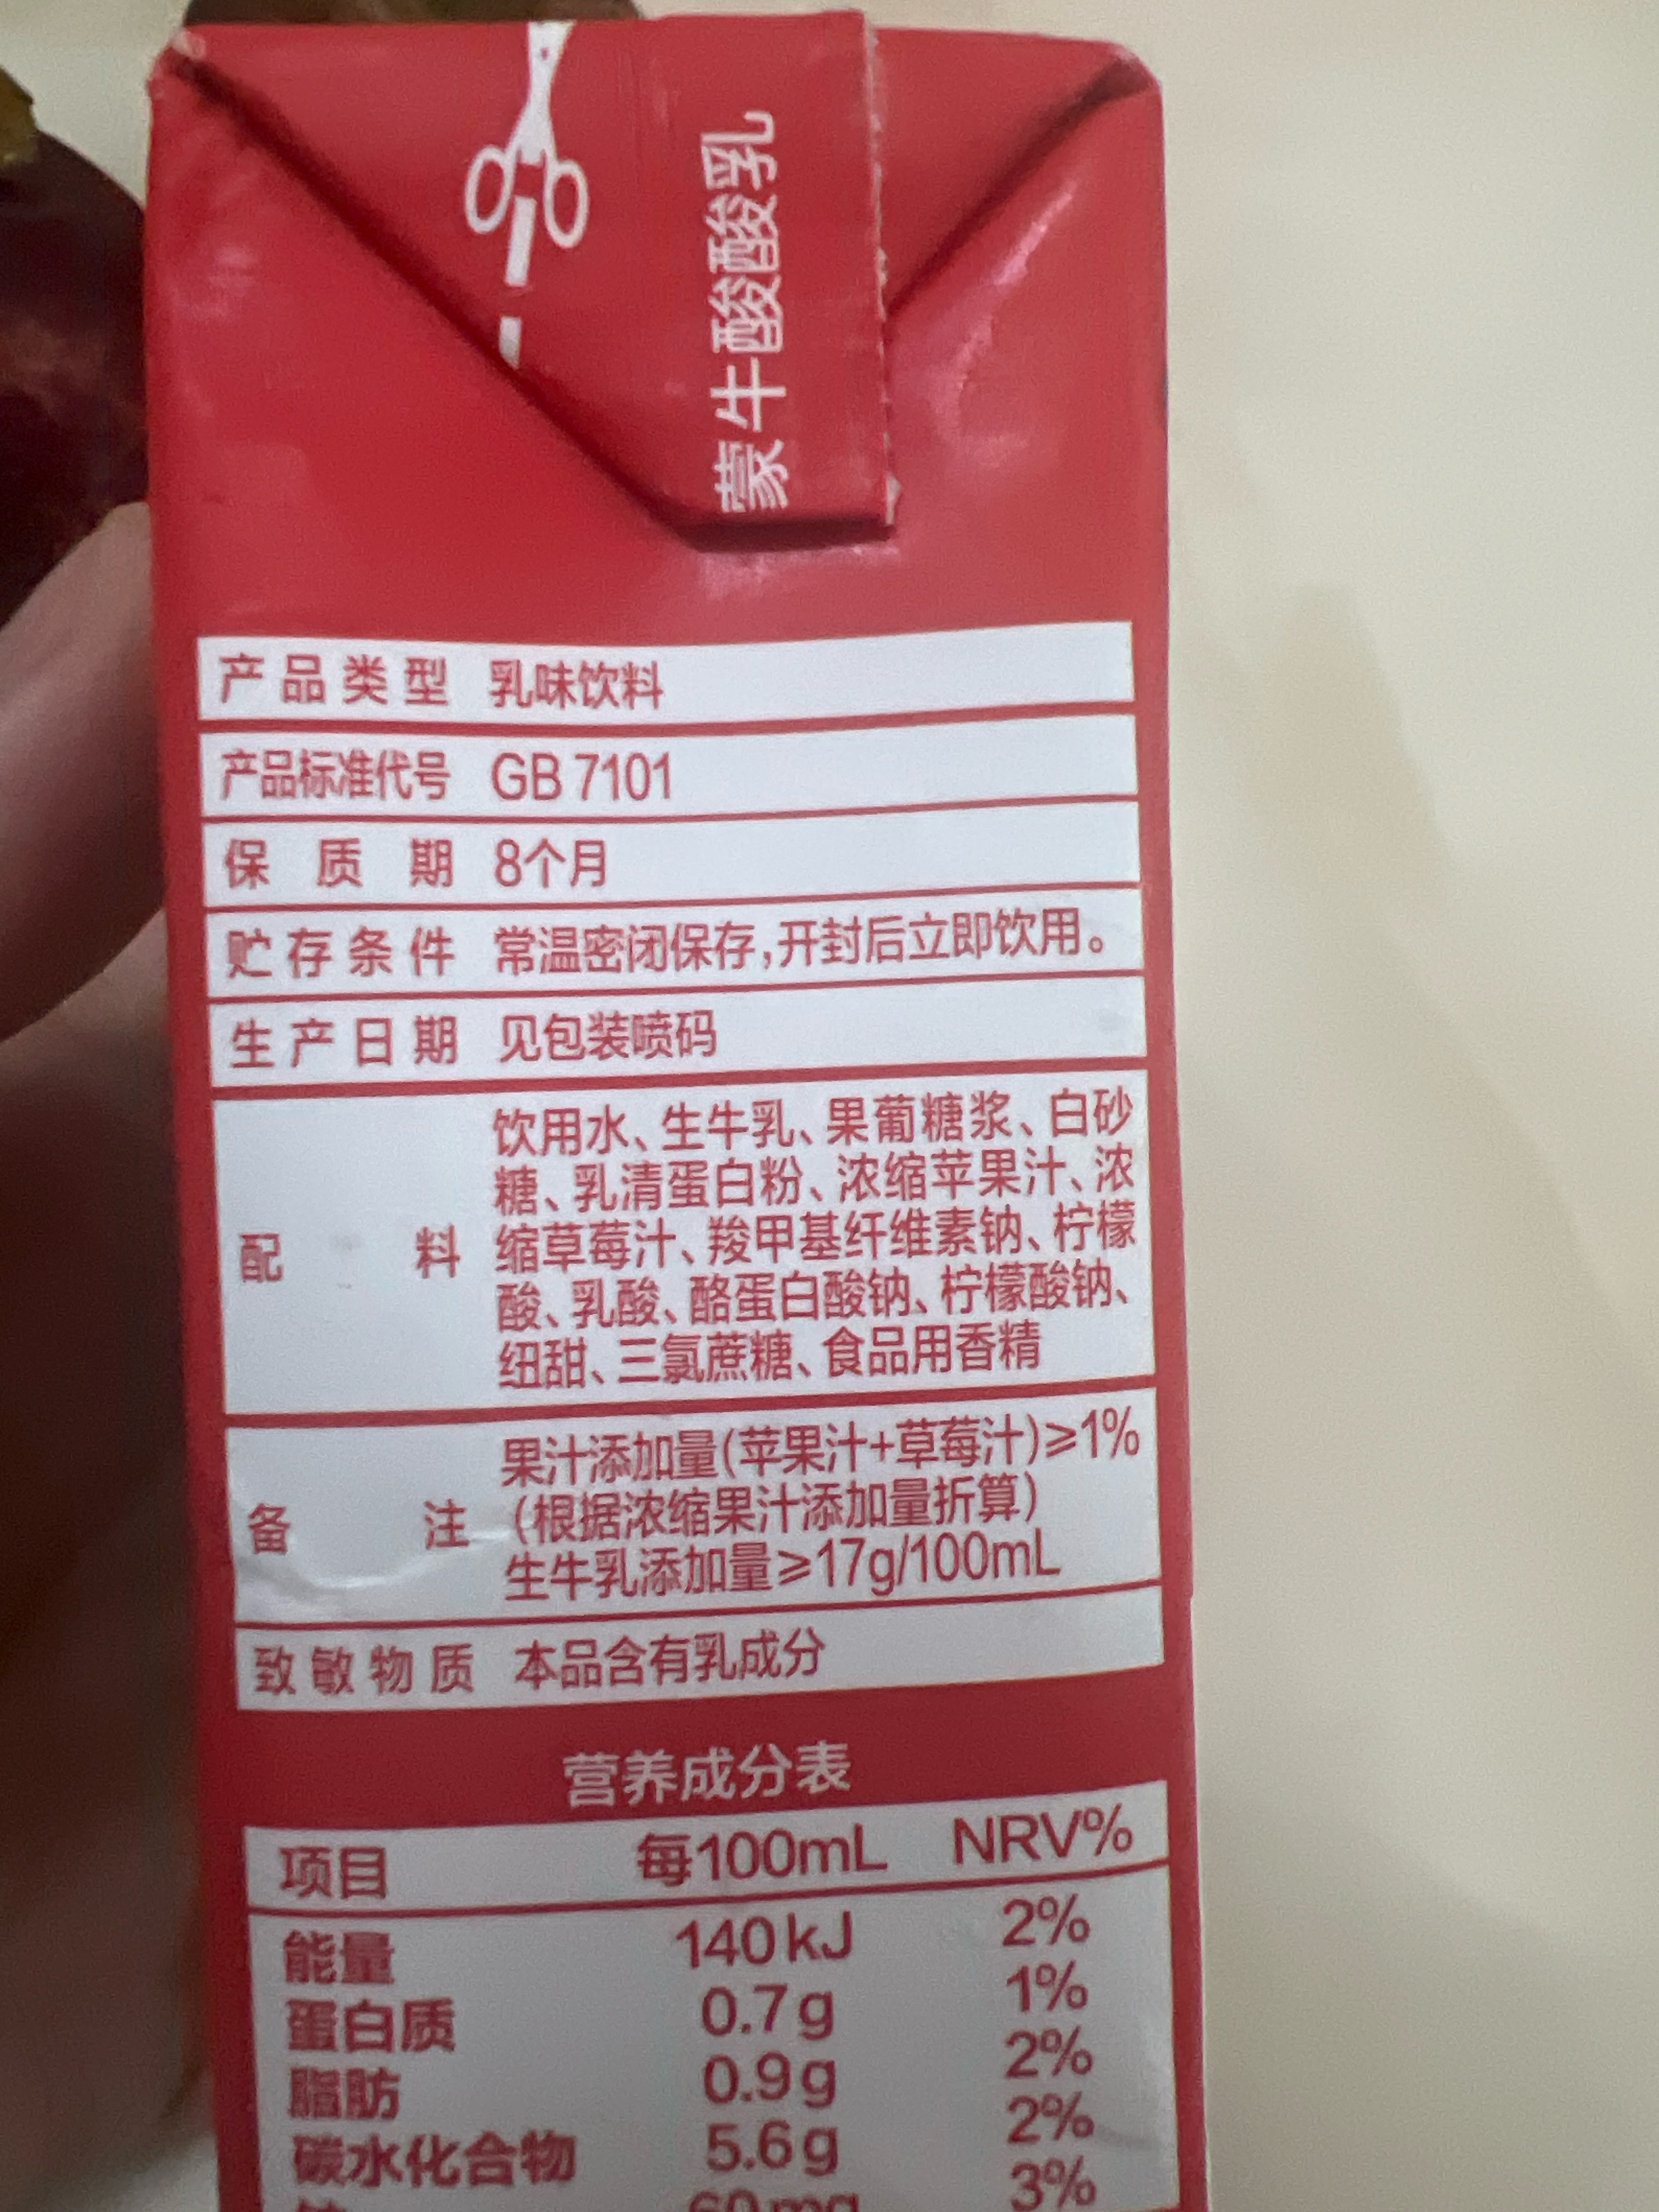 蒙牛酸酸乳
产品类型 乳味饮料
产品标准代号 GB 7101
保质期 8个月
贮存条件 常温密闭保存,开封后立即饮用。
生产日期 见包装喷码
配料 饮用水、生牛乳、果葡糖浆、白砂
糖、乳清蛋白粉、浓缩苹果汁、浓
缩草莓汁、羧甲基纤维素钠、柠檬
酸、乳酸、酪蛋白酸钠、柠檬酸钠、
纽甜、三氯蔗糖、食品用香精
备注 果汁添加量(苹果汁+草莓汁)≥1%
(根据浓缩果汁添加量折算)
生牛乳添加量≥17g/100mL
致敏物质 本品含有乳成分
营养成分表
项目 每100mL NRV%
能量 140kJ 2%
蛋白质 0.7g 1%
脂肪 0.9g 2%
碳水化合物 5.6g 2%
3%